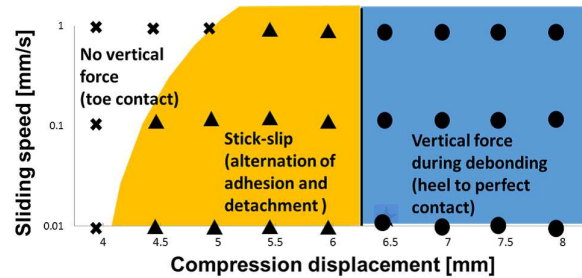 Sliding speed [mm/s]
1
0.1
0.01
No vertical
force
(toe contact)
Stick-slip
(alternation of
adhesion and
detachment )
Vertical force
during debonding
(heel to perfect
contact)
4 4.5 5 5.5 6 6.5 7 7.5 8
Compression displacement [mm]